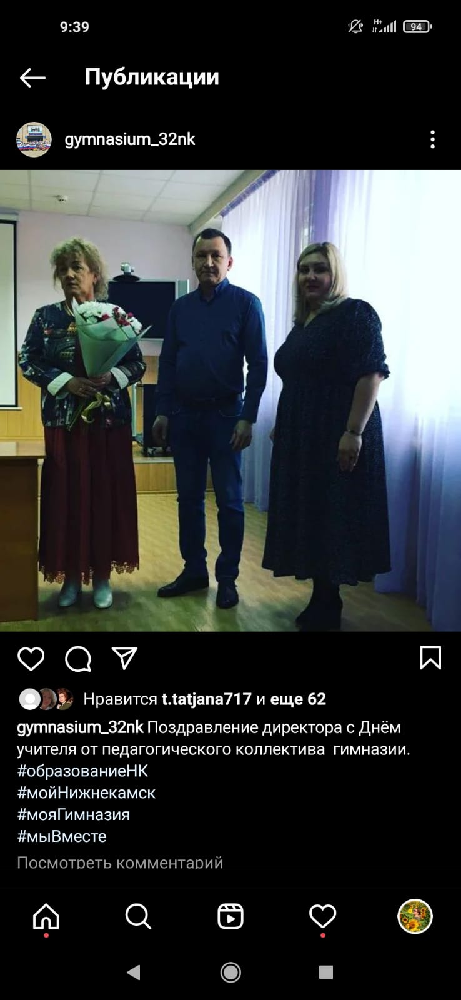 9:39
H+
94
Публикации
gymnasium_32nk
Нравится t.tatjana717 и еще 62
gymnasium_32nk Поздравление директора с Днём
учителя от педагогического коллектива гимназии.
#образованиеНК
#мойНижнекамск
#мояГимназия
#мыВместе
Посмотреть комментарий